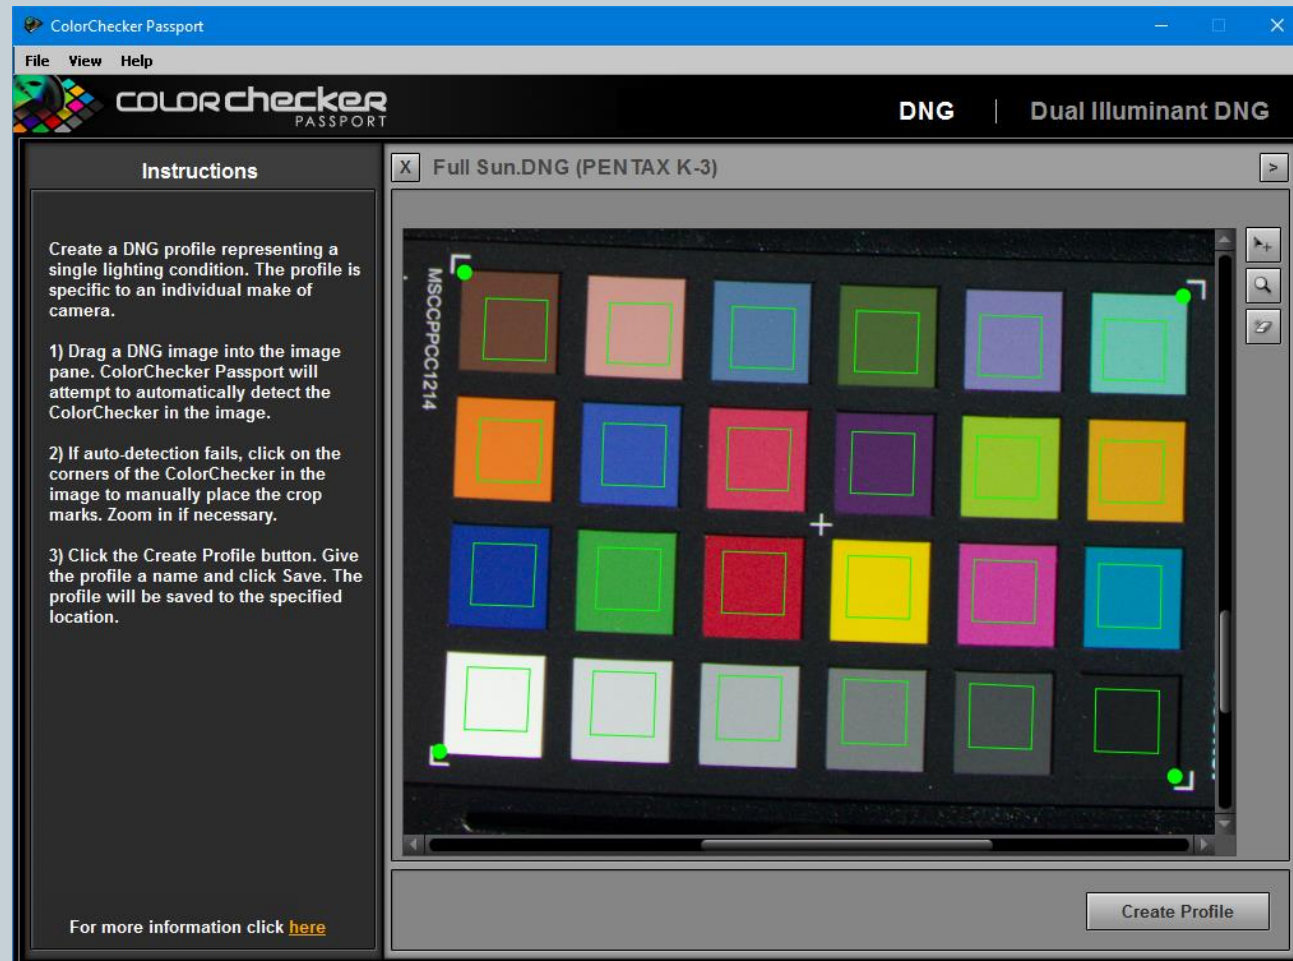 ColorChecker Passport
File View Help
COLOR checker
PASSPORT
DNG | Dual Illuminant DNG
Instructions
X Full Sun.DNG (PENTAX K-3) >
Create a DNG profile representing a
single lighting condition. The profile is
specific to an individual make of
camera.
1) Drag a DNG image into the image
pane. ColorChecker Passport will
attempt to automatically detect the
ColorChecker in the image.
2) If auto-detection fails, click on the
corners of the ColorChecker in the
image to manually place the crop
marks. Zoom in if necessary.
3) Click the Create Profile button. Give
the profile a name and click Save. The
profile will be saved to the specified
location.
For more information click here
MSCCPPCC1214
Create Profile